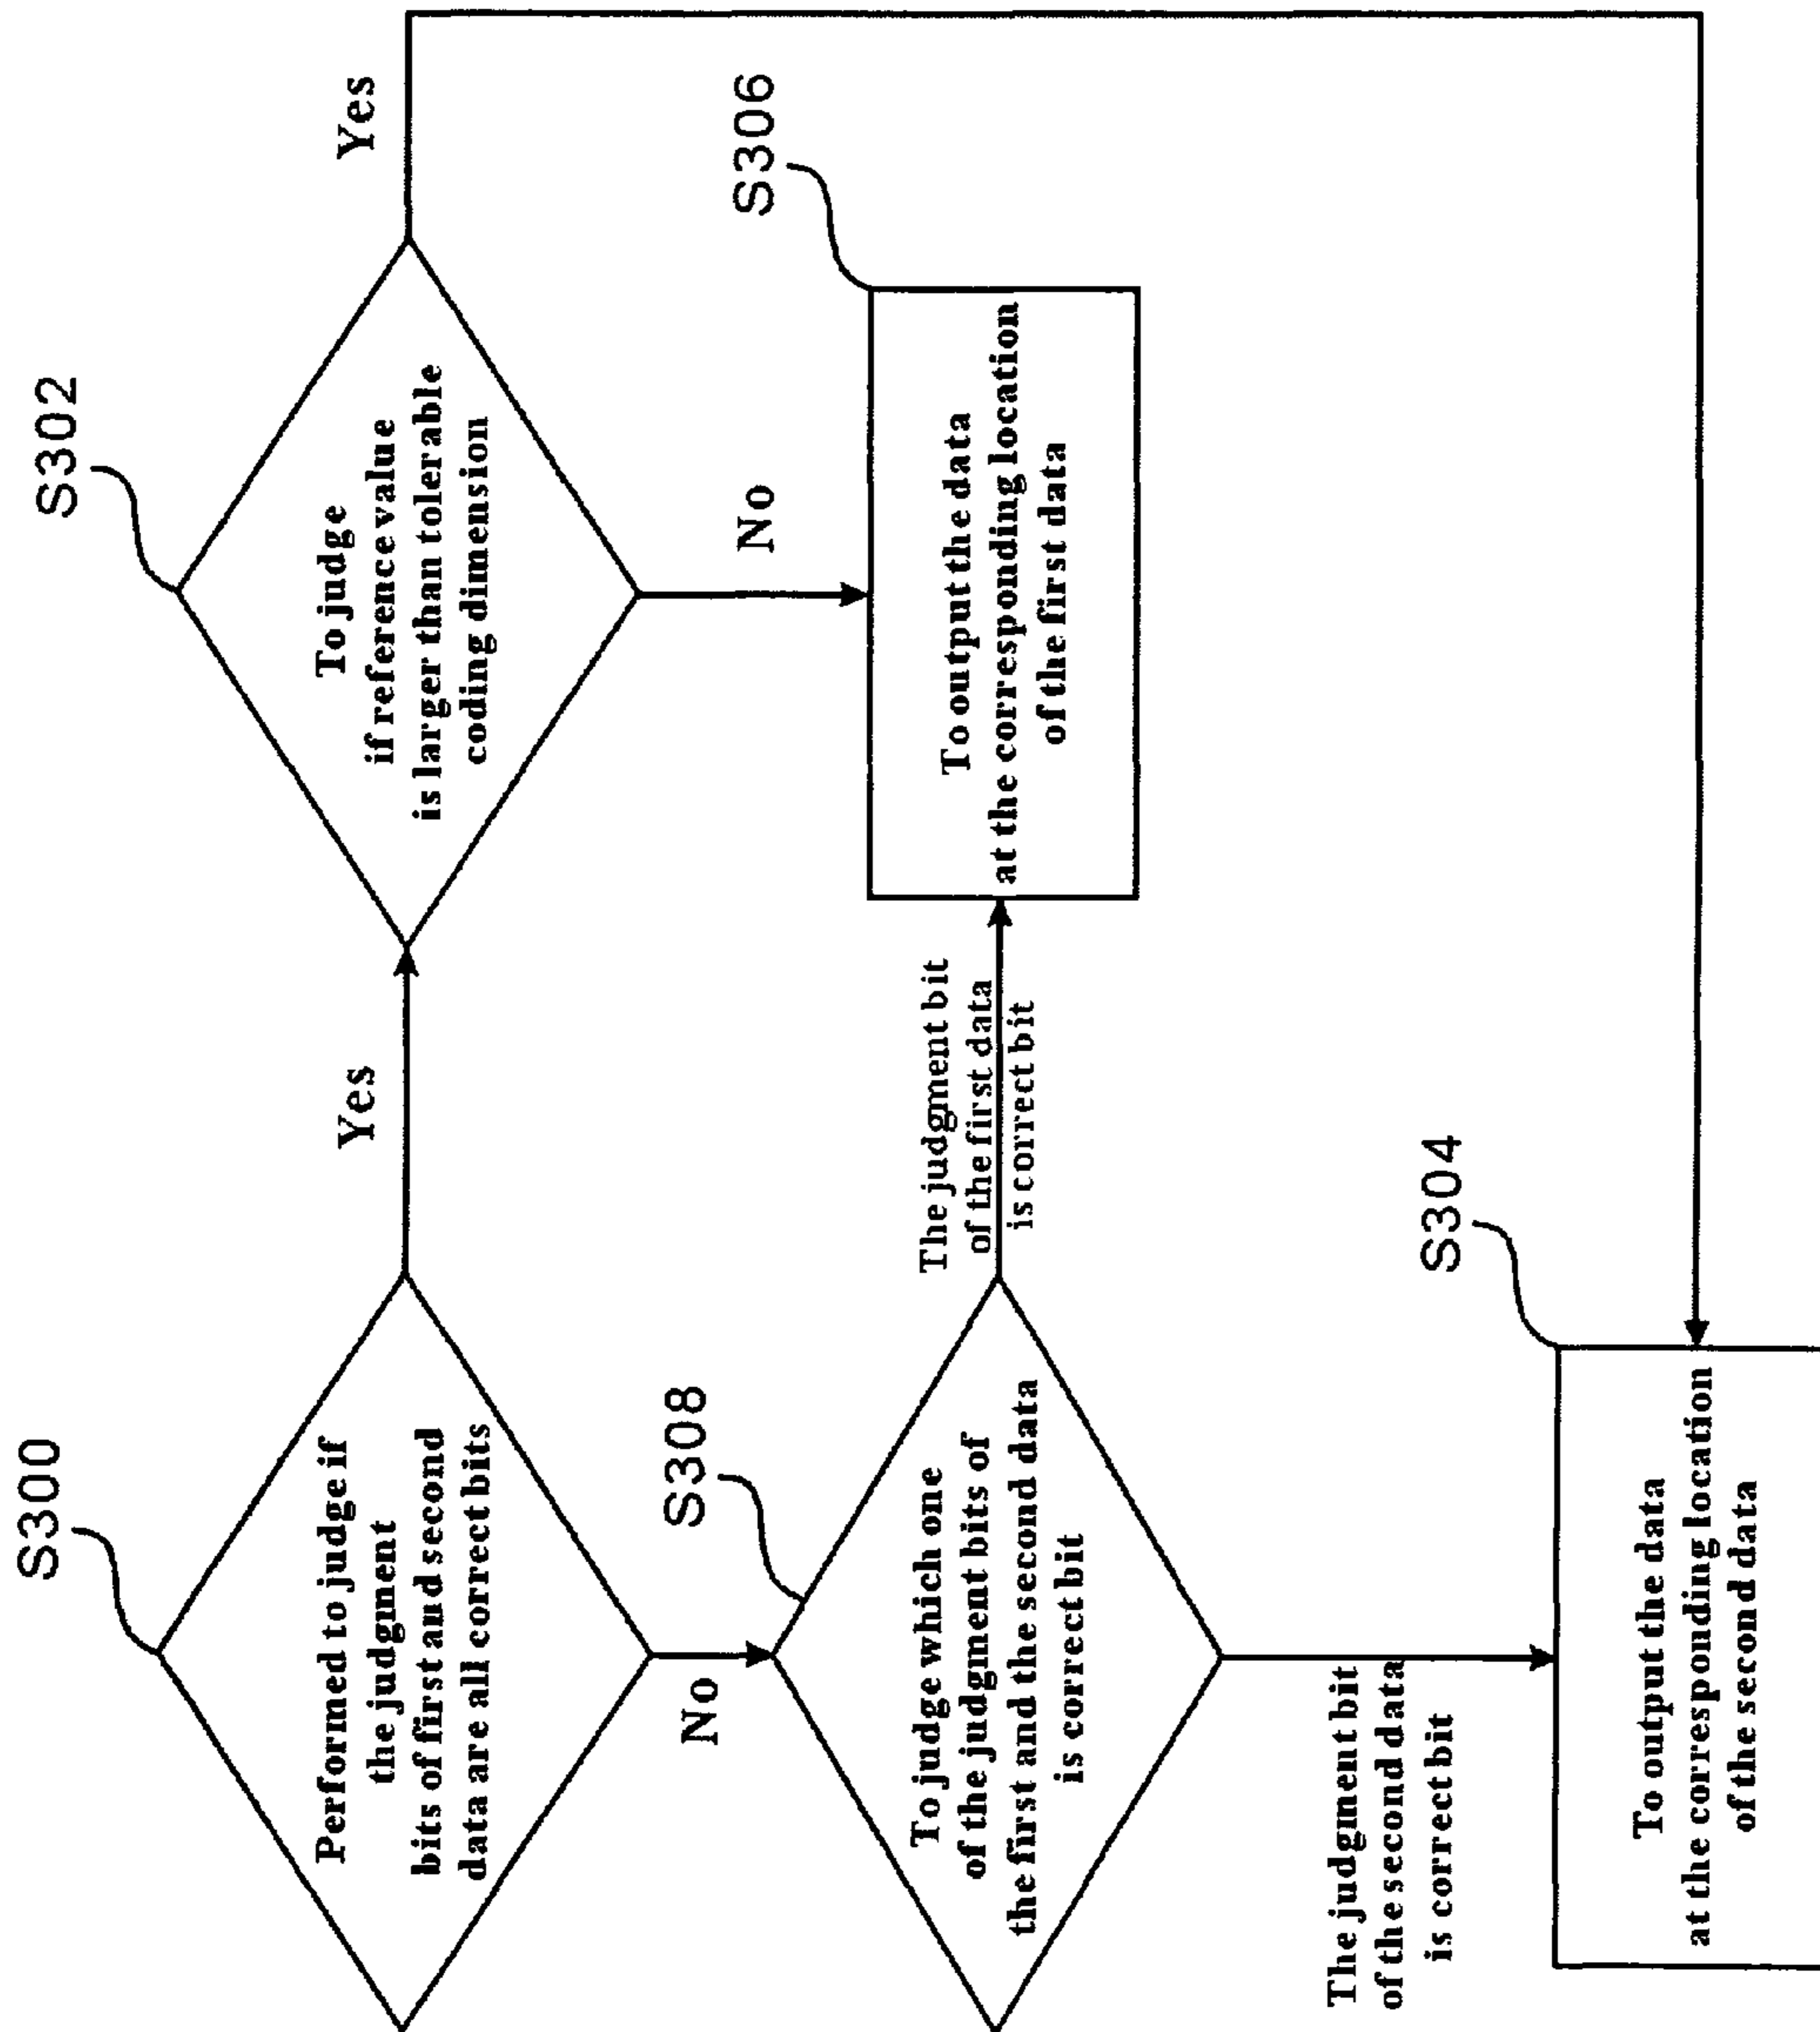 S300
Performed to judge if
the judgment
bits of first and second
data are all correct bits
Yes
S302
To judge
if reference value
is larger than tolerable
coding dimension
Yes
No
No
S308
To judge which one
of the judgment bits of
the first and the second data
is correct bit
The judgment bit
of the first data
is correct bit
S306
To output the data
at the corresponding location
of the first data
The judgment bit
of the second data
is correct bit
S304
To output the data
at the corresponding location
of the second data